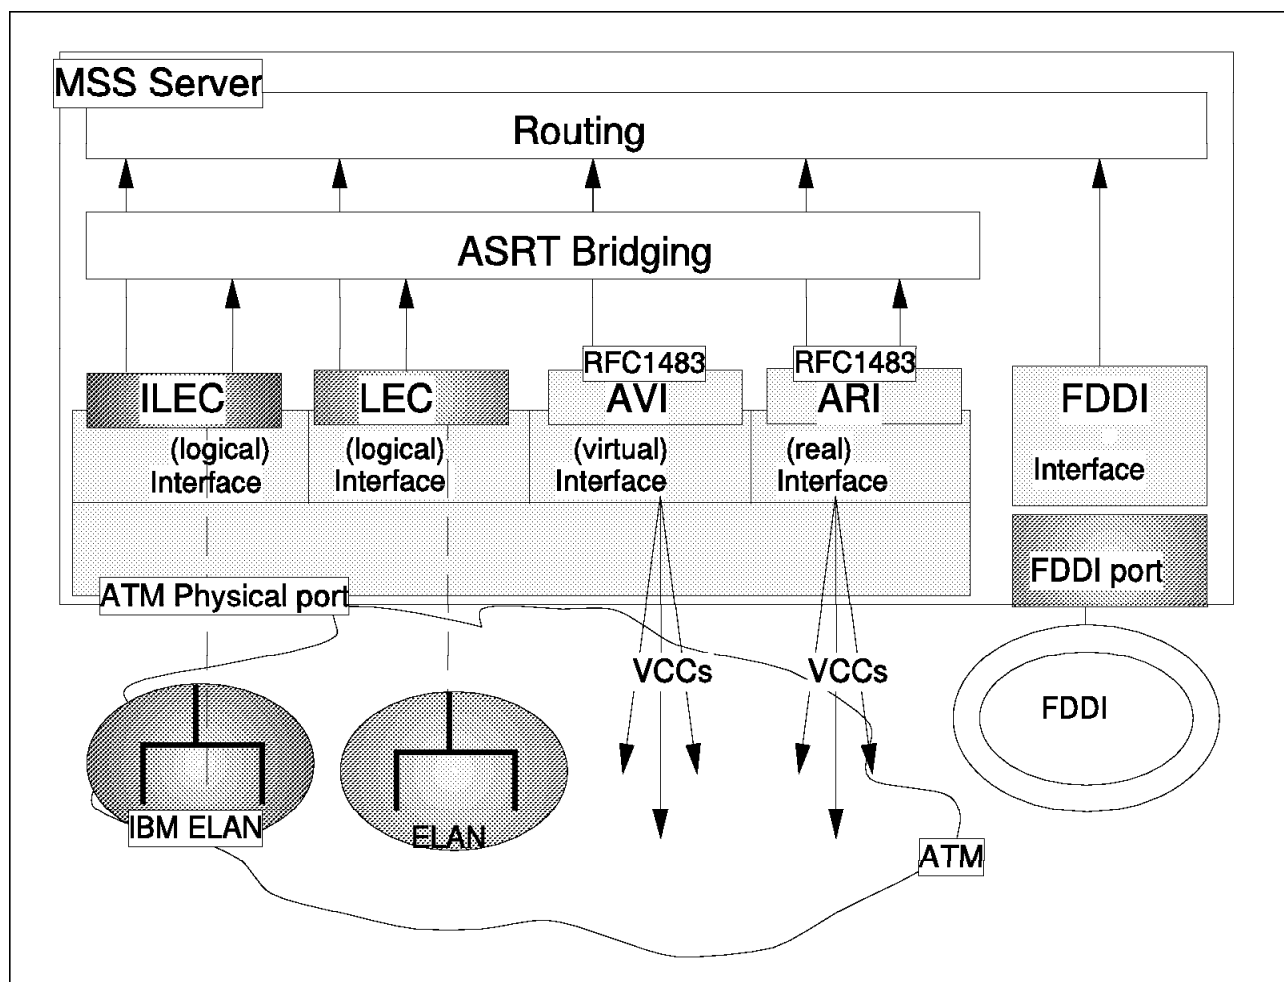 MSS Server
Routing
ASRT Bridging
RFC1483
RFC1483
ILEC
LEC
AVI
ARI
FDDI
(logical)
Interface
(logical)
Interface
(virtual)
Interface
(real)
Interface
Interface
FDDI port
ATM Physical port
VCCs
VCCs
FDDI
IBM ELAN
ELAN
ATM